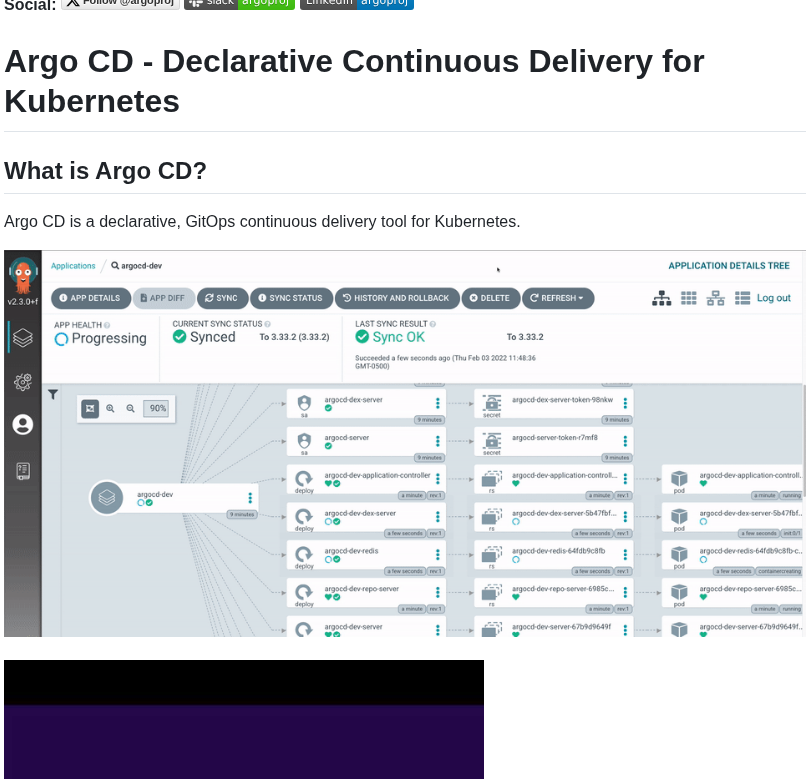 Social: Follow @argoproj slack argoproj LinkedIn argoproj
Argo CD - Declarative Continuous Delivery for
Kubernetes
What is Argo CD?
Argo CD is a declarative, GitOps continuous delivery tool for Kubernetes.
Applications / argocd-dev APPLICATION DETAILS TREE
v2.3.0+f
APP DETAILS APP DIFF SYNC SYNC STATUS HISTORY AND ROLLBACK DELETE REFRESH Log out
APP HEALTH CURRENT SYNC STATUS LAST SYNC RESULT
Progressing Synced To 3.33.2 (3.33.2) Sync OK To 3.33.2
Succeeded a few seconds ago (Thu Feb 03 2022 11:48:36
GMT-0500)
90%
argocd-dex-server argocd-dex-server-token-98nkw
sa secret
9 minutes 9 minutes
argocd-server argocd-server-token-r7mf8
sa secret
9 minutes 9 minutes
argocd-dev-application-controller argocd-dev-application-controll... argocd-dev-application-controll..
deploy rs pod
a minute rev:1 a minute rev:1 a minute running
argocd-dev
9 minutes
argocd-dev-dex-server argocd-dev-dex-server-5b47fbf... argocd-dev-dex-server-5b47fbf..
deploy rs pod
a few seconds rev:1 a few seconds rev:1 a few seconds init:0/1
argocd-dev-redis argocd-dev-redis-64fdb9c8fb argocd-dev-redis-64fdb9c8fb-c..
deploy rs pod
a few seconds rev:1 a few seconds rev:1 a few seconds containercreating
argocd-dev-repo-server argocd-dev-repo-server-6985c... argocd-dev-repo-server-6985c..
deploy rs pod
a minute rev:1 a minute rev:1 a minute running
argocd-dev-server argocd-dev-server-67b9d9649f argocd-dev-server-67b9d9649f..